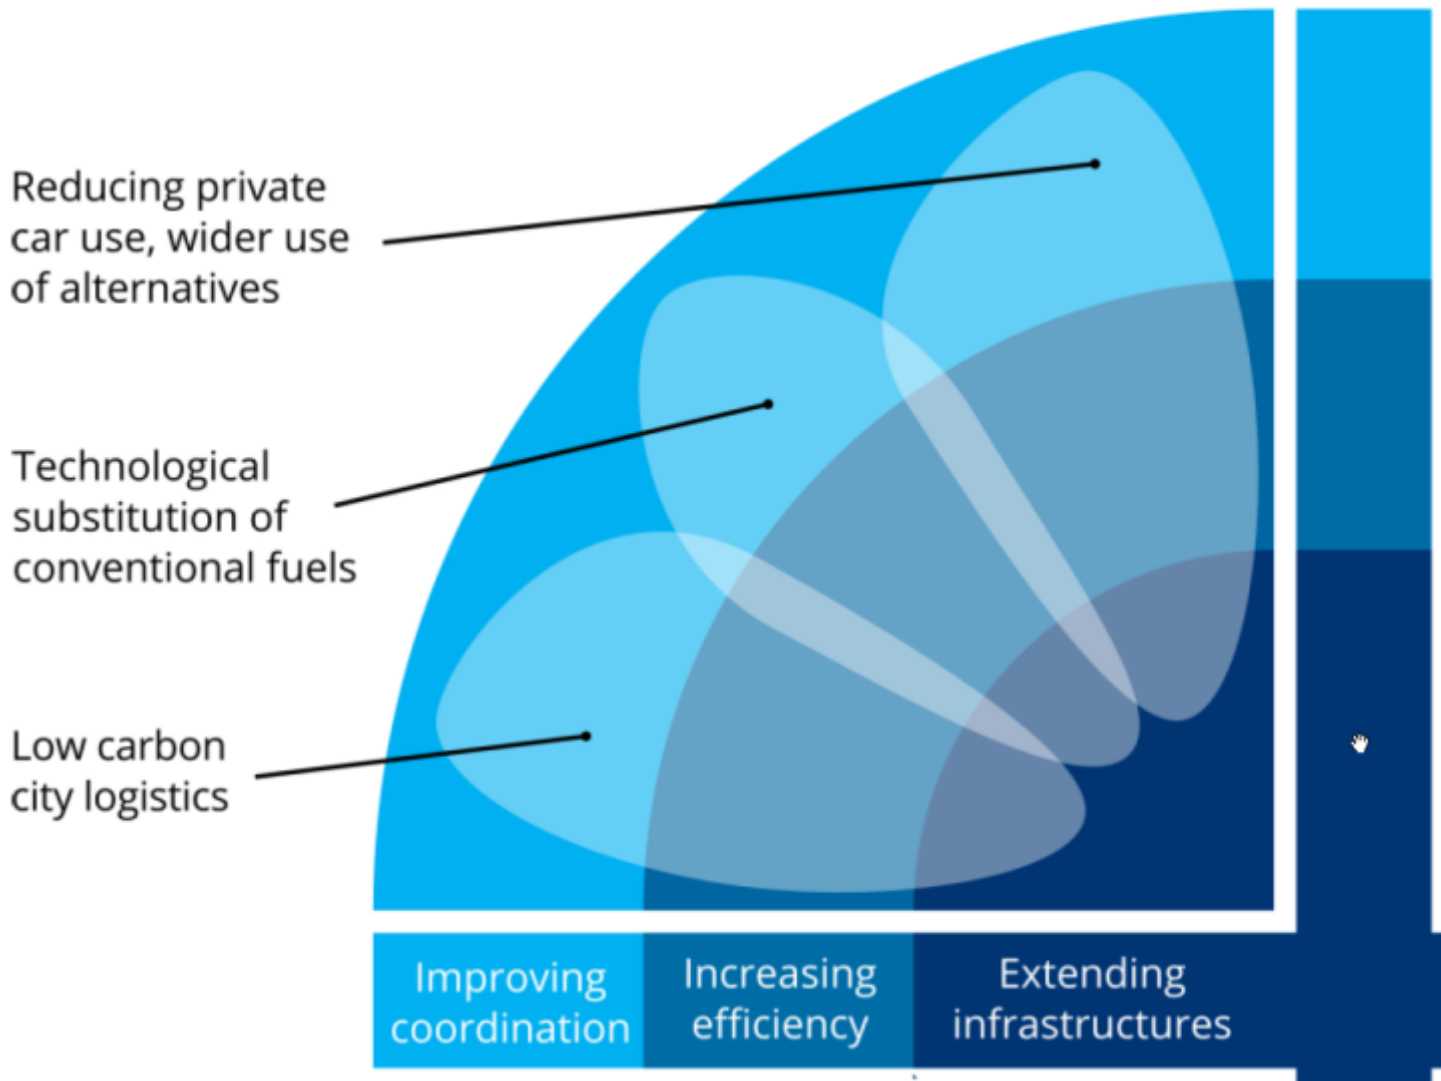 Reducing private
car use, wider use
of alternatives
Technological
substitution of
conventional fuels
Low carbon
city logistics
Improving
coordination
Increasing
efficiency
Extending
infrastructures